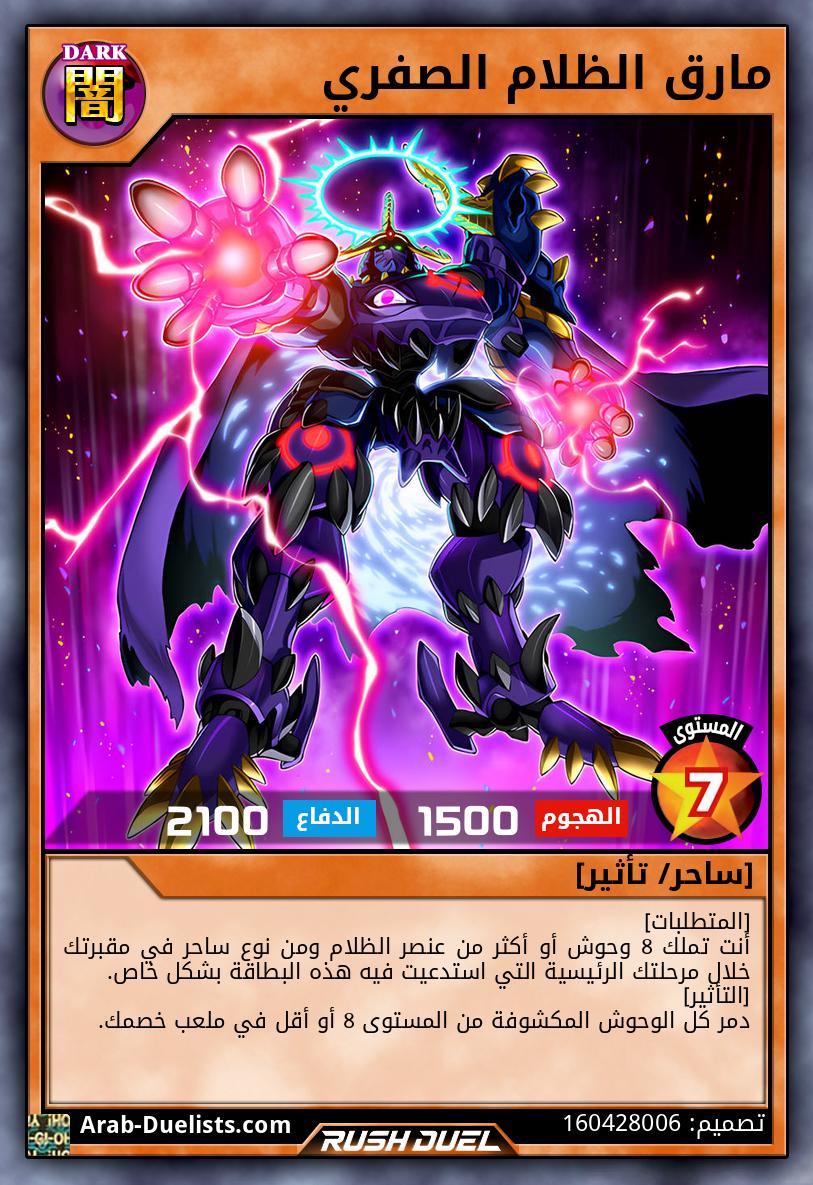 DARK
闇
مارق الظلام الصفري
المستوى
7
الهجوم 1500 الدفاع 2100
[ساحر/ تأثير]
[المتطلبات]
أنت تملك 8 وحوش أو أكثر من عنصر الظلام ومن نوع ساحر في مقبرتك
خلال مرحلتك الرئيسية التي استدعيت فيه هذه البطاقة بشكل خاص.
[التأثير]
دمر كل الوحوش المكشوفة من المستوى 8 أو أقل في ملعب خصمك.
تصميم: 160428006
RUSH DUEL
Arab-Duelists.com